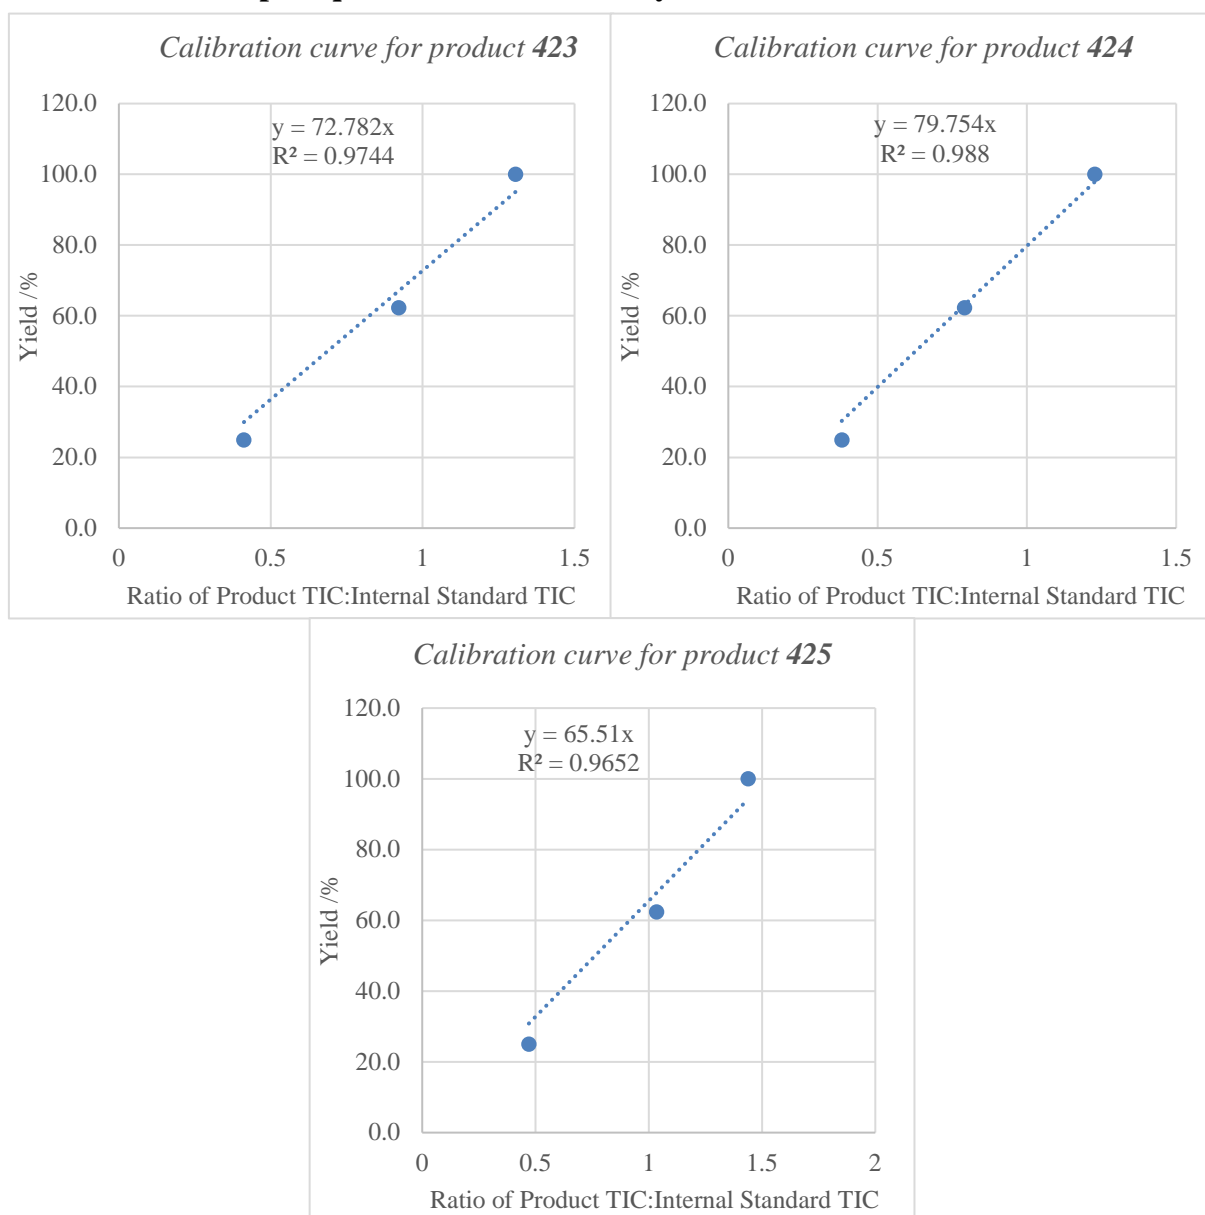 Calibration curve for product 423
120.0
y = 72.782x
R² = 0.9744
100.0
80.0
60.0
40.0
20.0
0.0
Yield /%
0 0.5 1 1.5
Ratio of Product TIC:Internal Standard TIC
Calibration curve for product 424
120.0
y = 79.754x
R² = 0.988
100.0
80.0
60.0
40.0
20.0
0.0
Yield /%
0 0.5 1 1.5
Ratio of Product TIC:Internal Standard TIC
Calibration curve for product 425
120.0
y = 65.51x
R² = 0.9652
100.0
80.0
60.0
40.0
20.0
0.0
Yield /%
0 0.5 1 1.5 2
Ratio of Product TIC:Internal Standard TIC